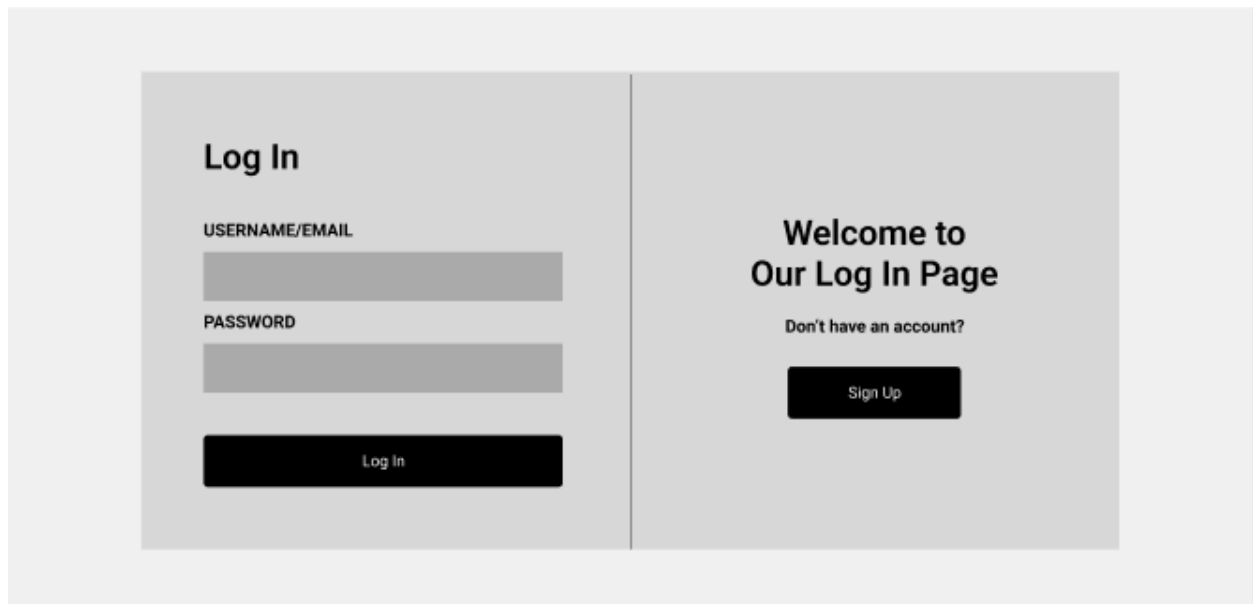 Log In
USERNAME/EMAIL
PASSWORD
Log In
Welcome to
Our Log In Page
Don't have an account?
Sign Up